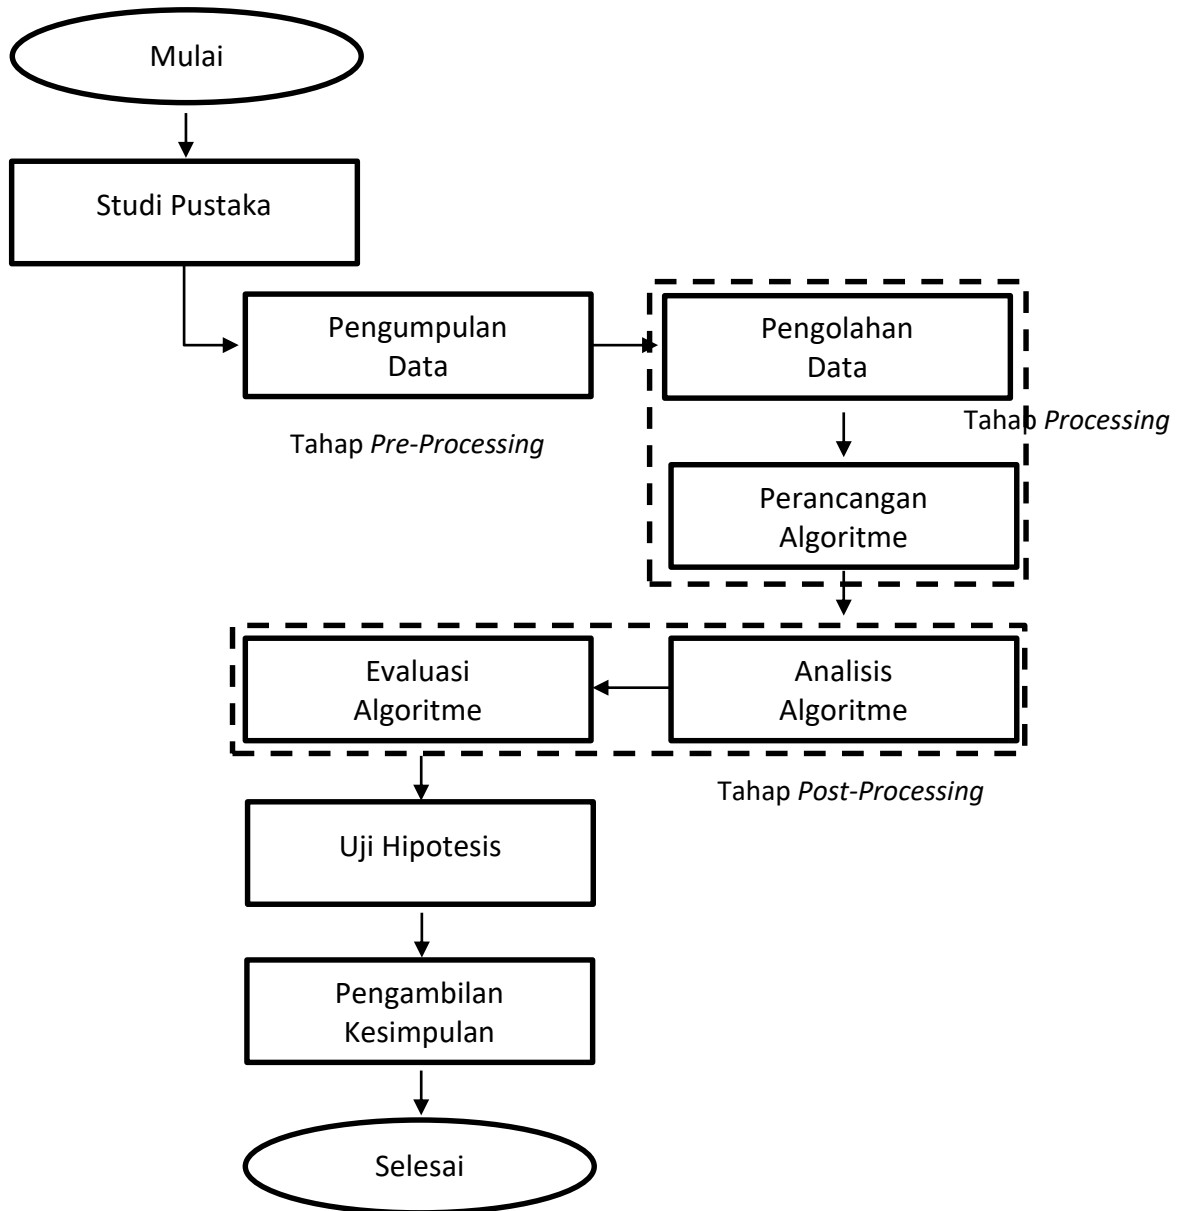 Mulai
Studi Pustaka
Pengumpulan
Data
Pengolahan
Data
Tahap Processing
Tahap Pre-Processing
Perancangan
Algoritme
Evaluasi
Algoritme
Analisis
Algoritme
Tahap Post-Processing
Uji Hipotesis
Pengambilan
Kesimpulan
Selesai